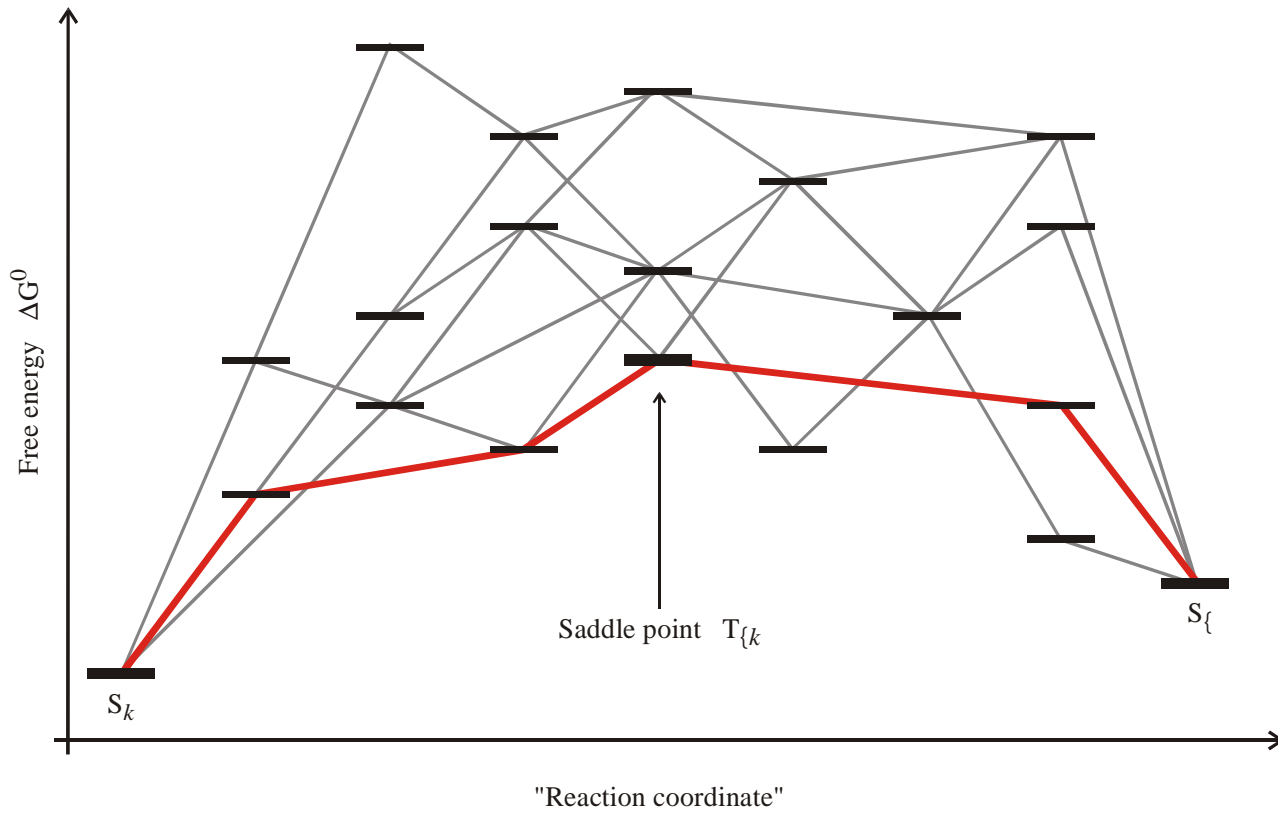 Free energy ΔG⁰
S{
Saddle point T{k
Sk
"Reaction coordinate"